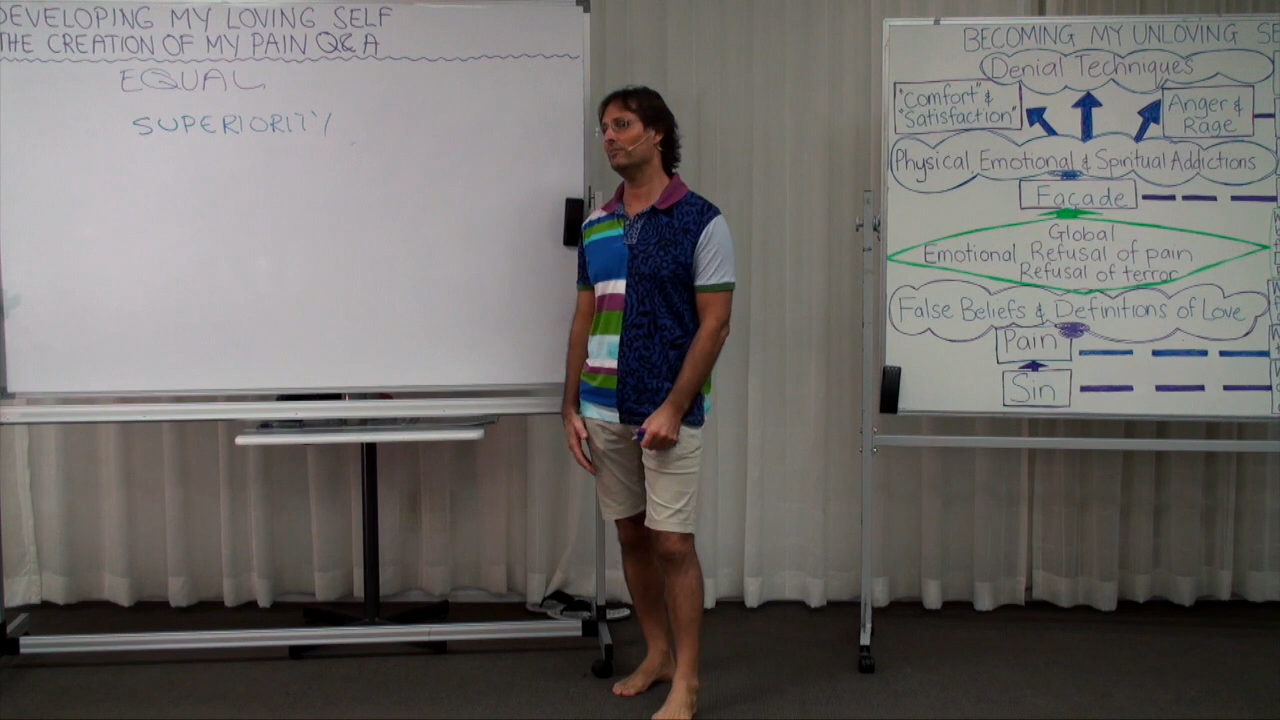 DEVELOPING MY LOVING SELF
THE CREATION OF MY PAIN Q&A
EQUAL
SUPERIORITY
BECOMING MY UNLOVING SE
Denial Techniques
"Comfort" &
"Satisfaction"
Anger &
Rage
Physical, Emotional & Spiritual Addictions
Façade
Global
Emotional Refusal of pain
Refusal of terror
False Beliefs & Definitions of Love
Pain
Sin